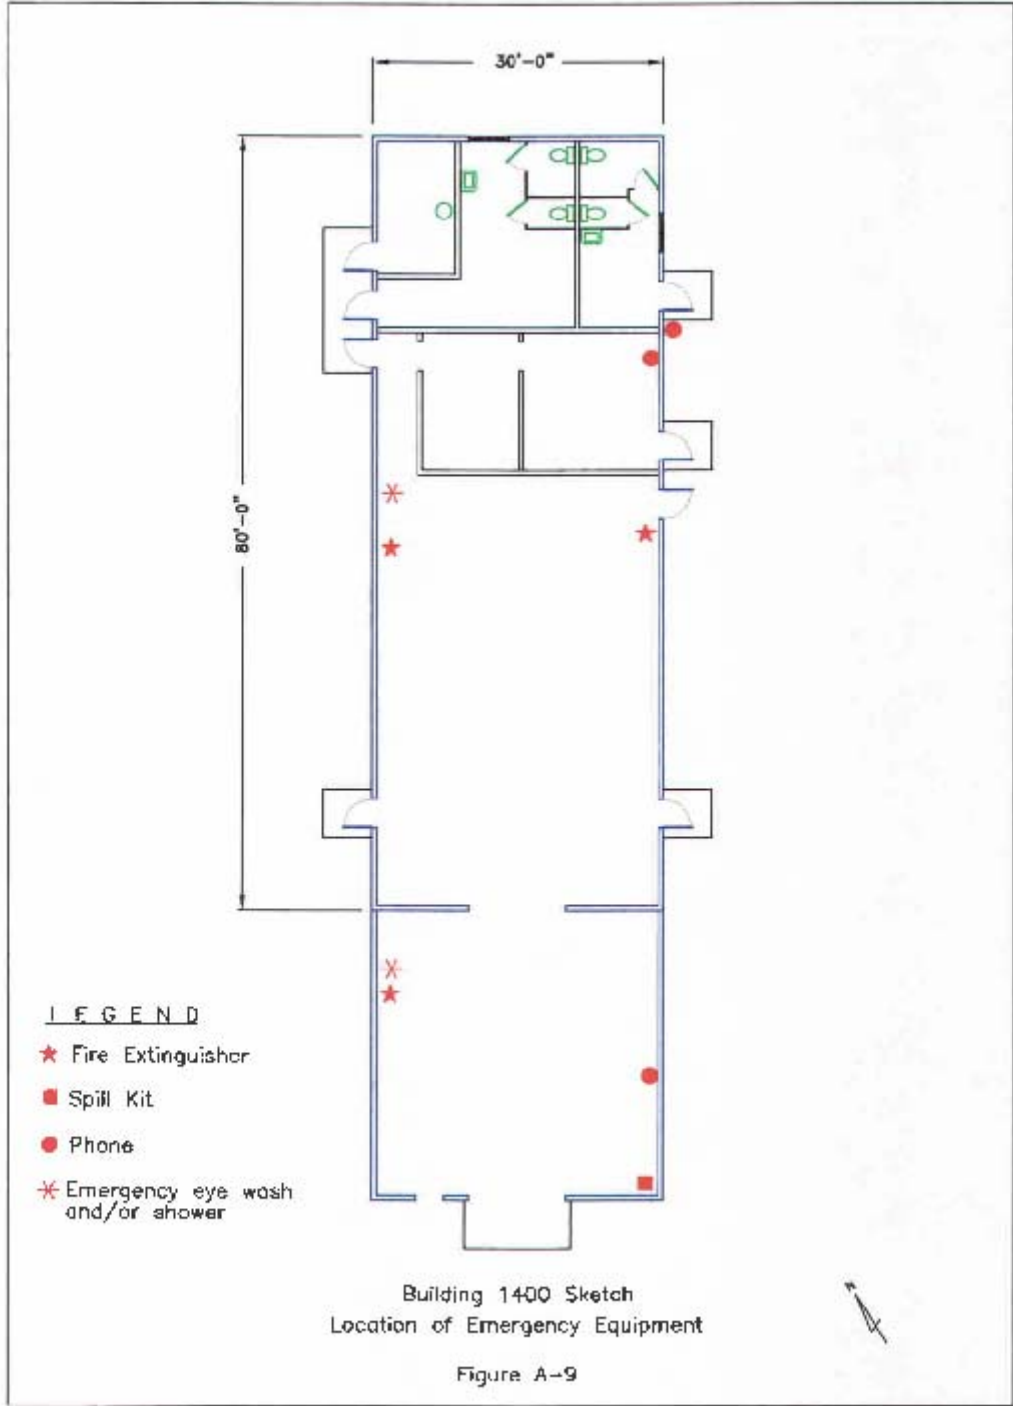 30'-0"
80'-0"
LEGEND
Fire Extinguisher
Spill Kit
Phone
Emergency eye wash
and/or shower
Building 1400 Sketch
Location of Emergency Equipment
Figure A-9